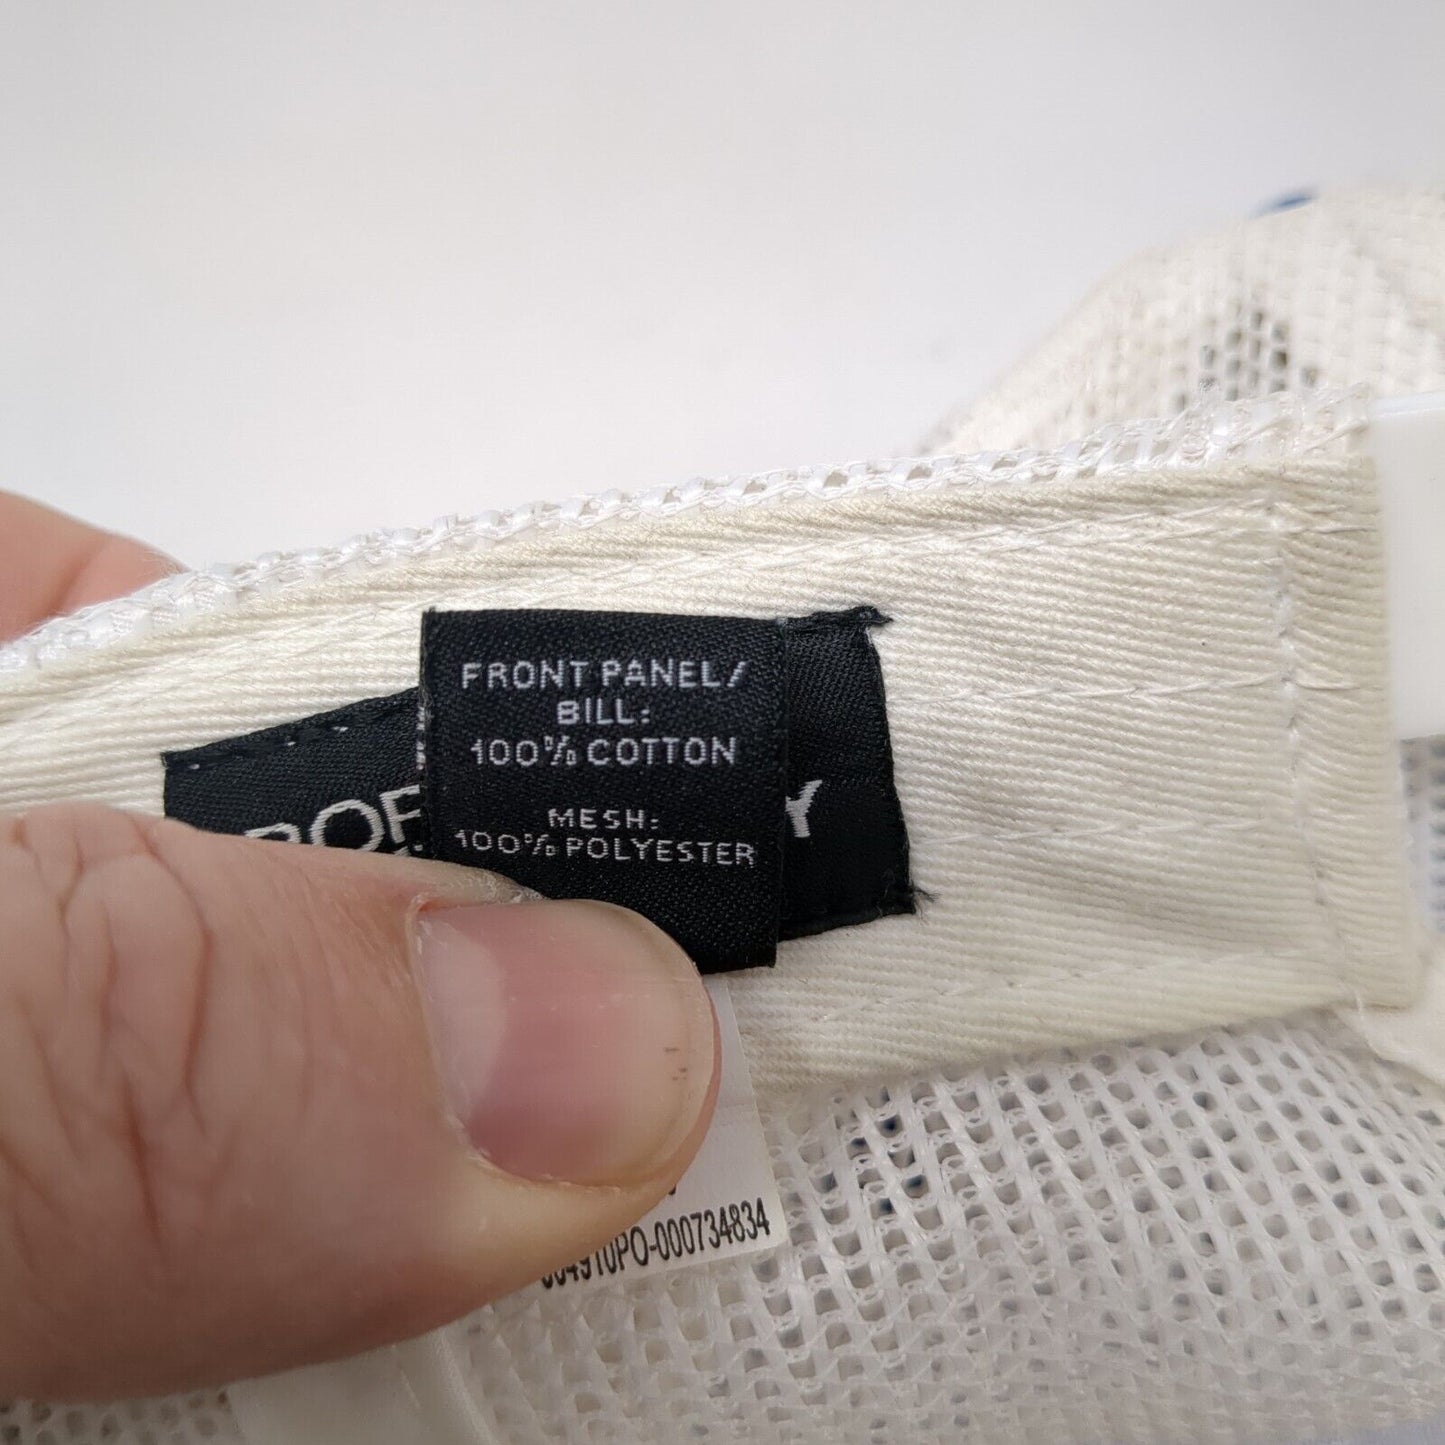 FRONT PANEL/
BILL:
100% COTTON
MESH:
100% POLYESTER